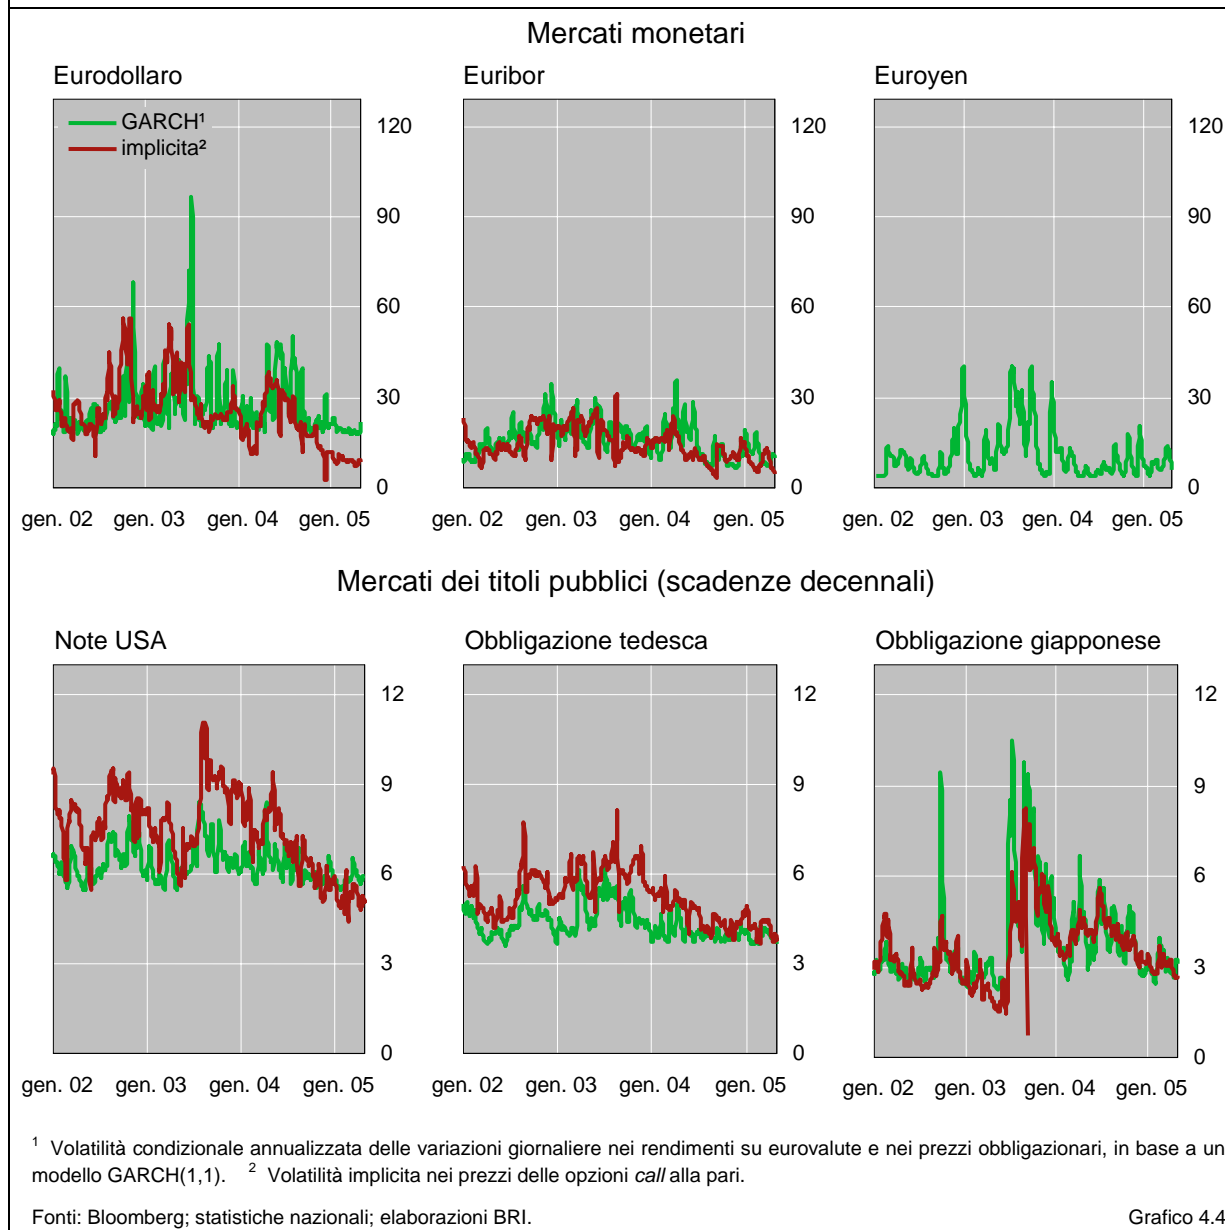 Mercati monetari
Eurodollaro
Euribor
Euroyen
GARCH¹
implicita²
120
90
60
30
0
gen. 02 gen. 03 gen. 04 gen. 05
120
90
60
30
0
gen. 02 gen. 03 gen. 04 gen. 05
120
90
60
30
0
gen. 02 gen. 03 gen. 04 gen. 05
Mercati dei titoli pubblici (scadenze decennali)
Note USA
Obbligazione tedesca
Obbligazione giapponese
12
9
6
3
0
gen. 02 gen. 03 gen. 04 gen. 05
12
9
6
3
0
gen. 02 gen. 03 gen. 04 gen. 05
12
9
6
3
0
gen. 02 gen. 03 gen. 04 gen. 05
¹ Volatilità condizionale annualizzata delle variazioni giornaliere nei rendimenti su eurovalute e nei prezzi obbligazionari, in base a un
modello GARCH(1,1). ² Volatilità implicita nei prezzi delle opzioni call alla pari.
Fonti: Bloomberg; statistiche nazionali; elaborazioni BRI.
Grafico 4.4